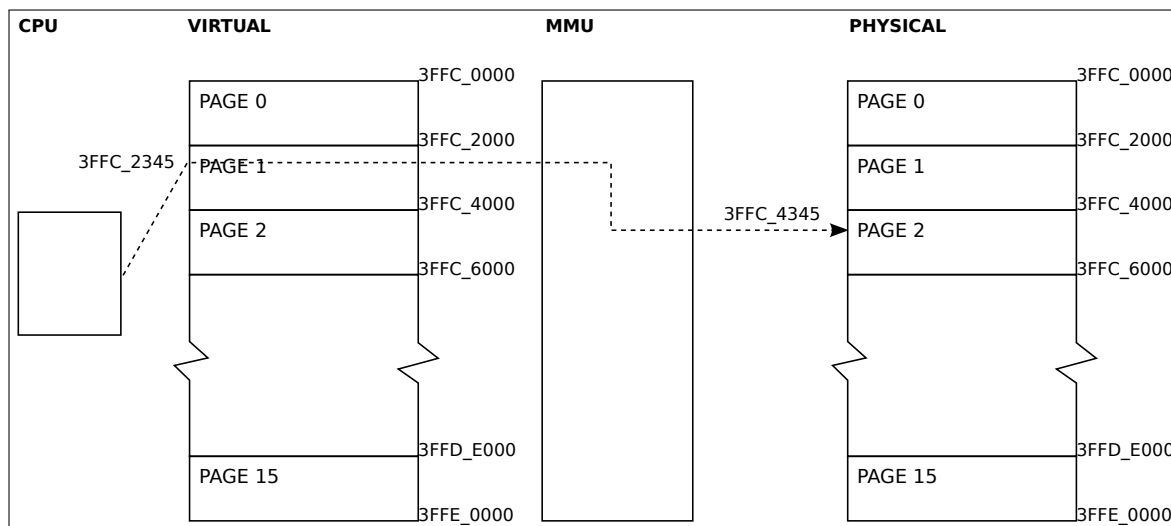 CPU VIRTUAL MMU PHYSICAL
3FFC_0000 3FFC_0000
PAGE 0 PAGE 0
3FFC_2000 3FFC_2000
3FFC_2345 PAGE 1 PAGE 1
3FFC_4000 3FFC_4345 3FFC_4000
PAGE 2 PAGE 2
3FFC_6000 3FFC_6000
3FFD_E000 3FFD_E000
PAGE 15 PAGE 15
3FFE_0000 3FFE_0000